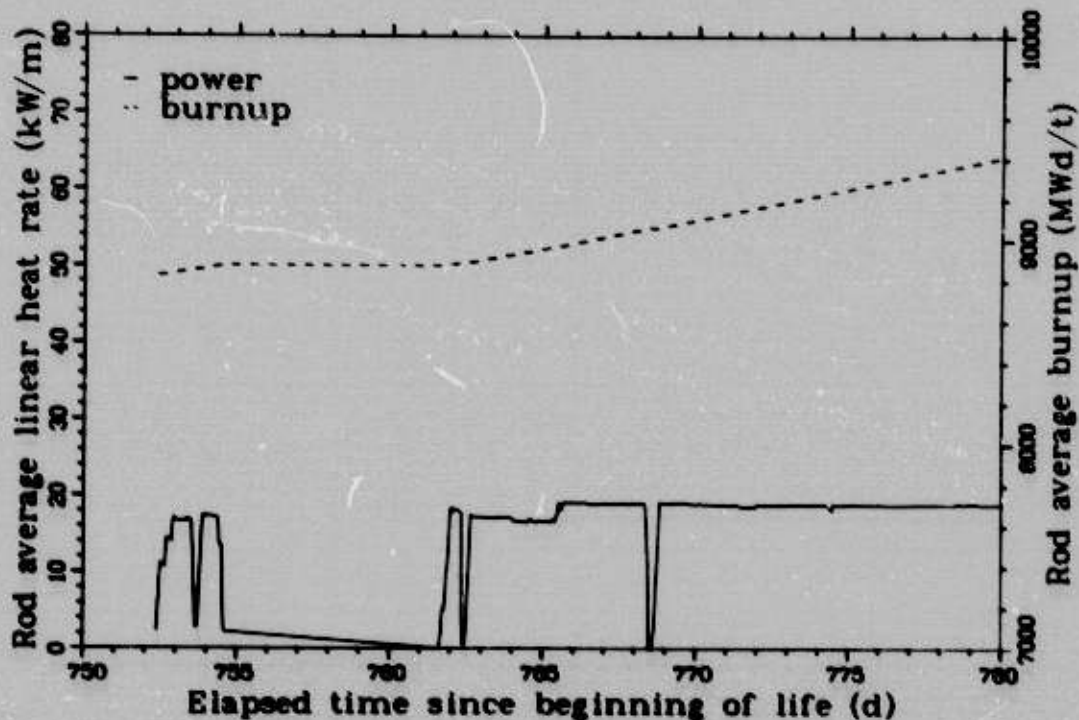 80
70
60
50
40
30
20
10
0
Rod average linear heat rate (kW/m)
– power
-- burnup
10000
9000
8000
7000
Rod average burnup (MWd/t)
750 755 760 765 770 775 780
Elapsed time since beginning of life (d)